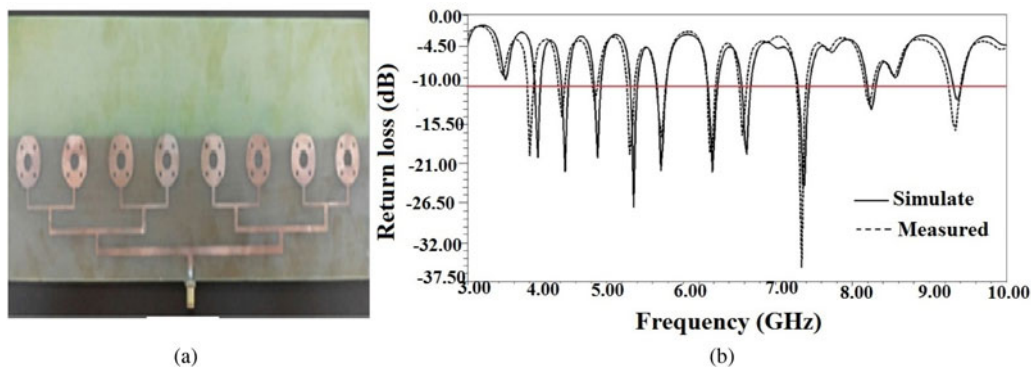 0.00
-4.50
-10.00
-15.50
-21.00
-26.50
-32.00
-37.50
Return loss (dB)
Simulate
Measured
3.00 4.00 5.00 6.00 7.00 8.00 9.00 10.00
Frequency (GHz)
(a) (b)